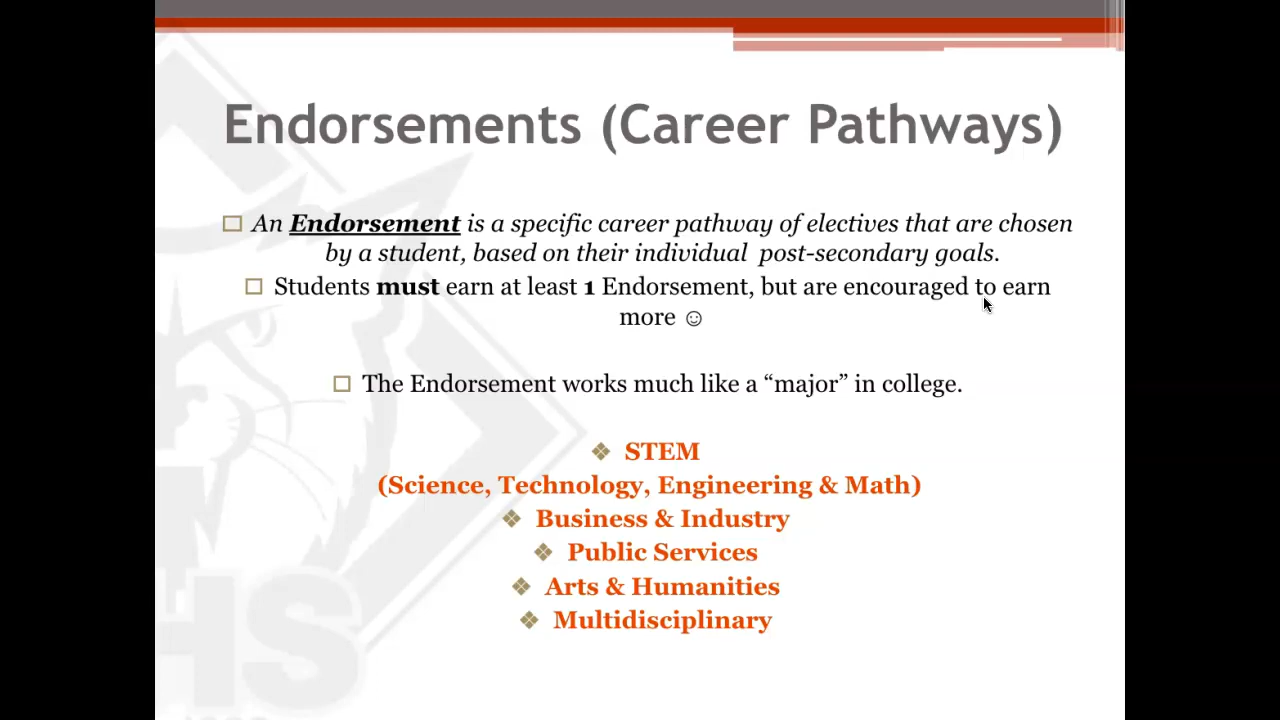 Endorsements (Career Pathways)
An Endorsement is a specific career pathway of electives that are chosen
by a student, based on their individual post-secondary goals.
Students must earn at least 1 Endorsement, but are encouraged to earn
more ☺
The Endorsement works much like a “major” in college.
STEM
(Science, Technology, Engineering & Math)
Business & Industry
Public Services
Arts & Humanities
Multidisciplinary
HS